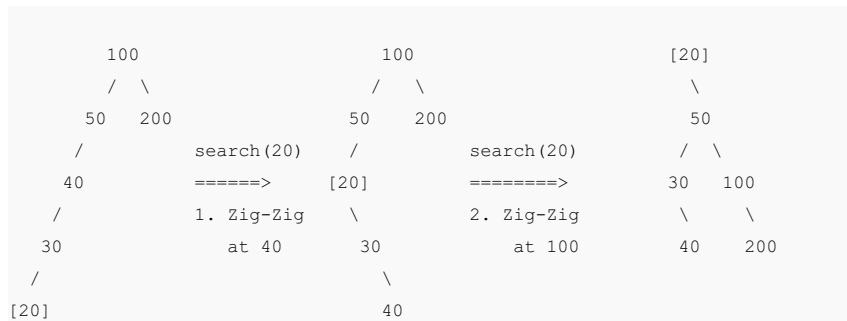 100 100 [20]
/ \ / \ \
50 200 50 200 50
/ search(20) / search(20) / \
40 ======> [20] ========> 30 100
/ 1. Zig-Zig \ 2. Zig-Zig \ \
30 at 40 30 at 100 40 200
/ \
[20] 40